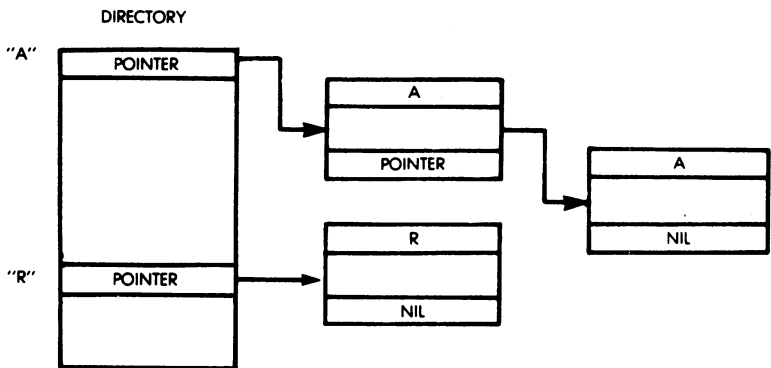 DIRECTORY
"A"
POINTER
A
POINTER
A
NIL
"R"
POINTER
R
NIL